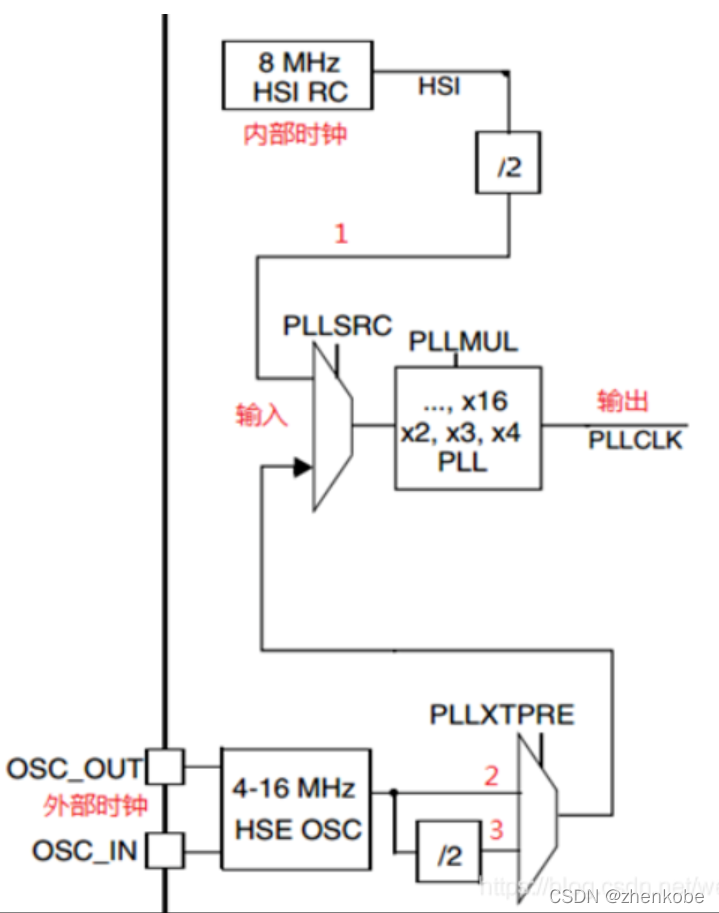 8 MHz
HSI RC
HSI
内部时钟
/2
1
PLLSRC
PLLMUL
输入
..., x16
x2, x3, x4
PLL
输出
PLLCLK
PLLXTPRE
OSC_OUT
外部时钟
OSC_IN
4-16 MHz
HSE OSC
2
3
/2
https://blog.csdn.net/we
CSDN @zhenkobe